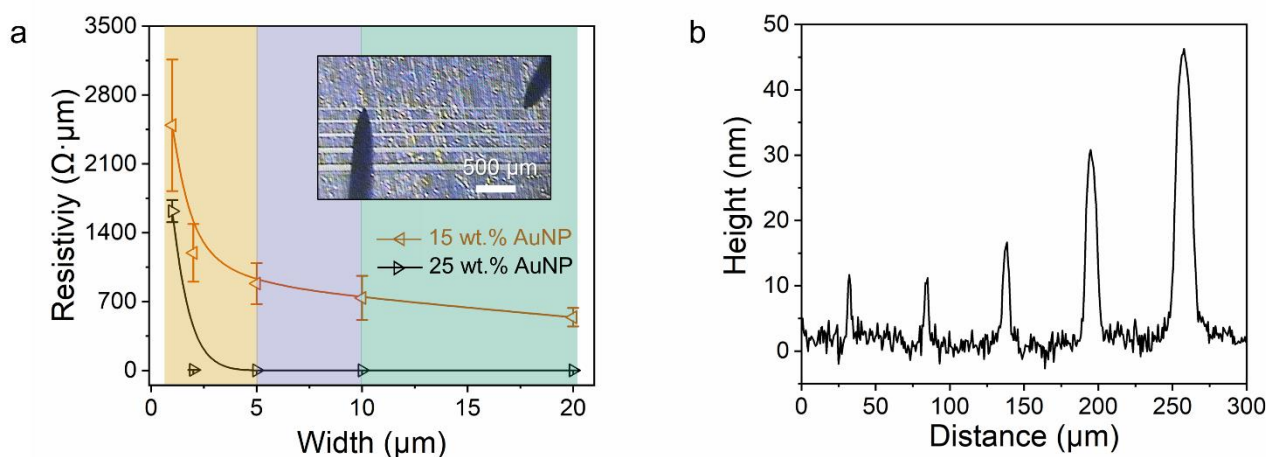 a
3500
2800
2100
1400
700
0
Resistiviy (Ω·μm)
500 μm
15 wt.% AuNP
25 wt.% AuNP
0 5 10 15 20
Width (μm)
b
50
40
30
20
10
0
Height (nm)
0 50 100 150 200 250 300
Distance (μm)